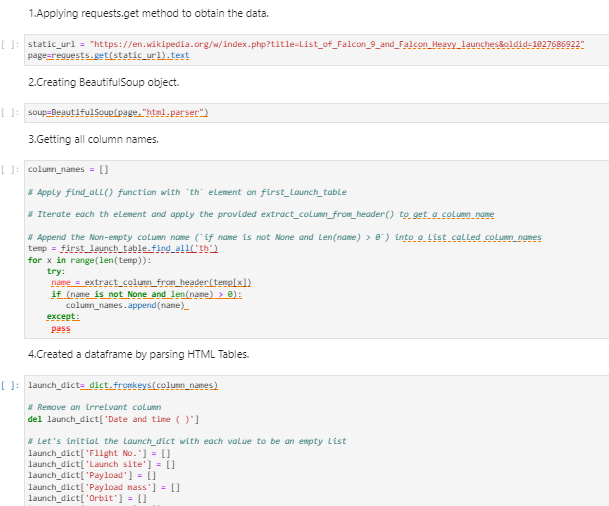 1.Applying requests.get method to obtain the data.
[ ]: static_url = "https://en.wikipedia.org/w/index.php?title=List_of_Falcon_9_and_Falcon_Heavy_launches&oldid=1027686922"
page=requests.get(static_url).text
2.Creating BeautifulSoup object.
[ ]: soup=BeautifulSoup(page,"html.parser")
3.Getting all column names.
[ ]: column_names = []
# Apply find_all() function with `th` element on first_launch_table
# Iterate each th element and apply the provided extract_column_from_header() to get a column name
# Append the Non-empty column name (`if name is not None and len(name) > 0`) into a list called column_names
temp = first_launch_table.find_all('th')
for x in range(len(temp)):
try:
name = extract_column_from_header(temp[x])
if (name is not None and len(name) > 0):
column_names.append(name)
except:
pass
4.Created a dataframe by parsing HTML Tables.
[ ]: launch_dict= dict.fromkeys(column_names)
# Remove an irrelvant column
del launch_dict['Date and time ( )']
# Let's initial the launch_dict with each value to be an empty list
launch_dict['Flight No.'] = []
launch_dict['Launch site'] = []
launch_dict['Payload'] = []
launch_dict['Payload mass'] = []
launch_dict['Orbit'] = []